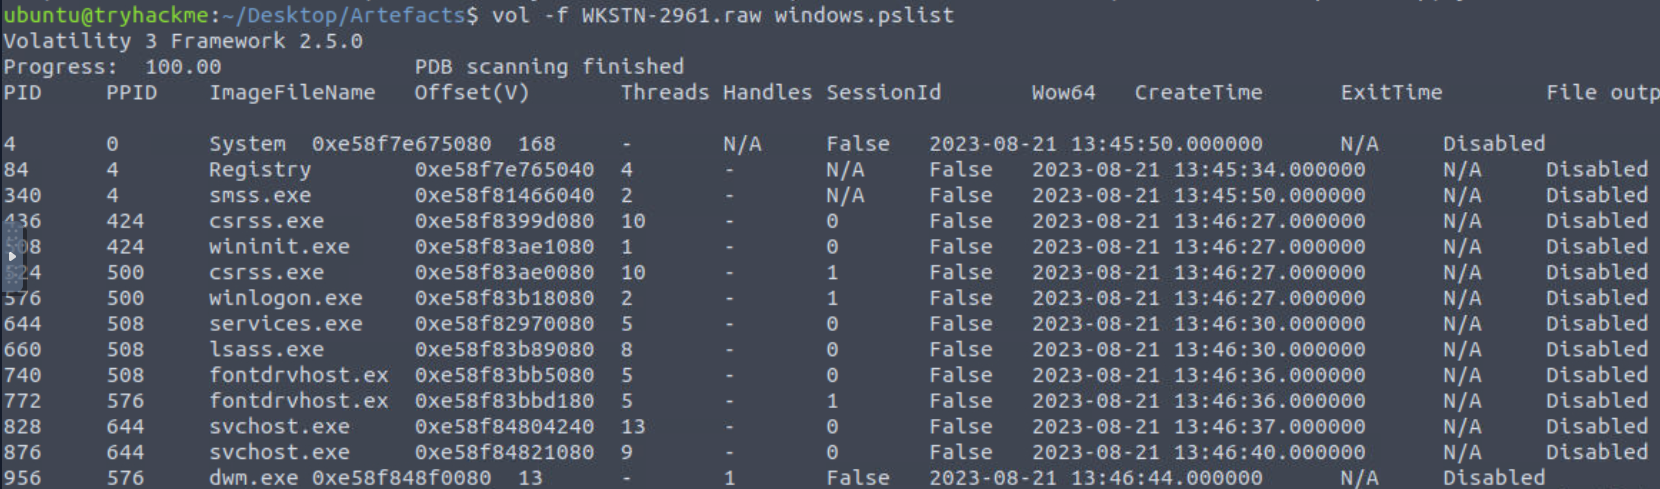 ubuntu@tryhackme:~/Desktop/Artefacts$ vol -f WKSTN-2961.raw windows.pslist
Volatility 3 Framework 2.5.0
Progress:  100.00               PDB scanning finished
PID     PPID    ImageFileName   Offset(V)       Threads Handles SessionId       Wow64   CreateTime      ExitTime        File outp
4       0       System  0xe58f7e675080  168     -       N/A     False   2023-08-21 13:45:50.000000      N/A     Disabled
84      4       Registry        0xe58f7e765040  4       -       N/A     False   2023-08-21 13:45:34.000000      N/A     Disabled
340     4       smss.exe        0xe58f81466040  2       -       N/A     False   2023-08-21 13:45:50.000000      N/A     Disabled
436     424     csrss.exe       0xe58f8399d080  10      -       0       False   2023-08-21 13:46:27.000000      N/A     Disabled
424     wininit.exe     0xe58f83ae1080  1       -       0       False   2023-08-21 13:46:27.000000      N/A     Disabled
500     csrss.exe       0xe58f83ae0080  10      -       1       False   2023-08-21 13:46:27.000000      N/A     Disabled
576     500     winlogon.exe    0xe58f83b18080  2       -       1       False   2023-08-21 13:46:27.000000      N/A     Disabled
644     508     services.exe    0xe58f82970080  5       -       0       False   2023-08-21 13:46:30.000000      N/A     Disabled
660     508     lsass.exe       0xe58f83b89080  8       -       0       False   2023-08-21 13:46:30.000000      N/A     Disabled
740     508     fontdrvhost.ex  0xe58f83bb5080  5       -       0       False   2023-08-21 13:46:36.000000      N/A     Disabled
772     576     fontdrvhost.ex  0xe58f83bbd180  5       -       1       False   2023-08-21 13:46:36.000000      N/A     Disabled
828     644     svchost.exe     0xe58f84804240  13      -       0       False   2023-08-21 13:46:37.000000      N/A     Disabled
876     644     svchost.exe     0xe58f84821080  9       -       0       False   2023-08-21 13:46:40.000000      N/A     Disabled
956     576     dwm.exe 0xe58f848f0080  13      -       1       False   2023-08-21 13:46:44.000000      N/A     Disabled